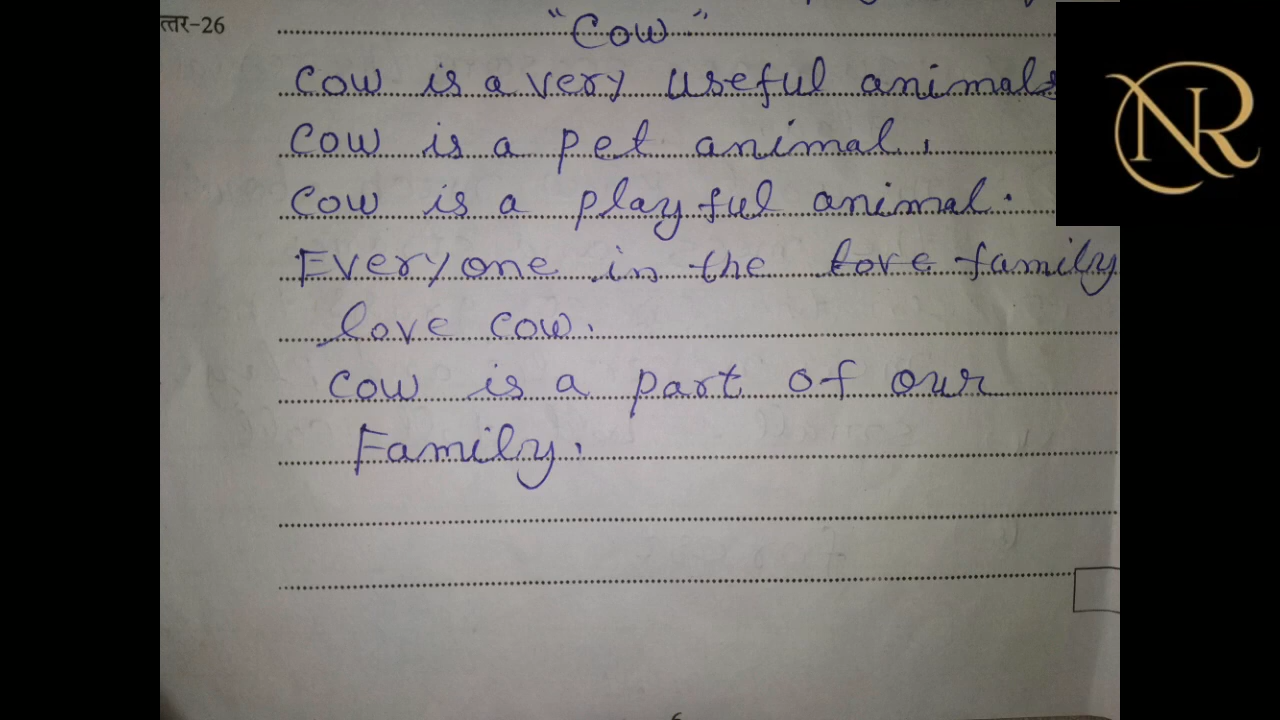 त्तर-26
"Cow"
Cow is a very useful animals
Cow is a pet animal.
Cow is a playful animal.
Everyone in the love family
love cow.
Cow is a part of our
Family.
NR